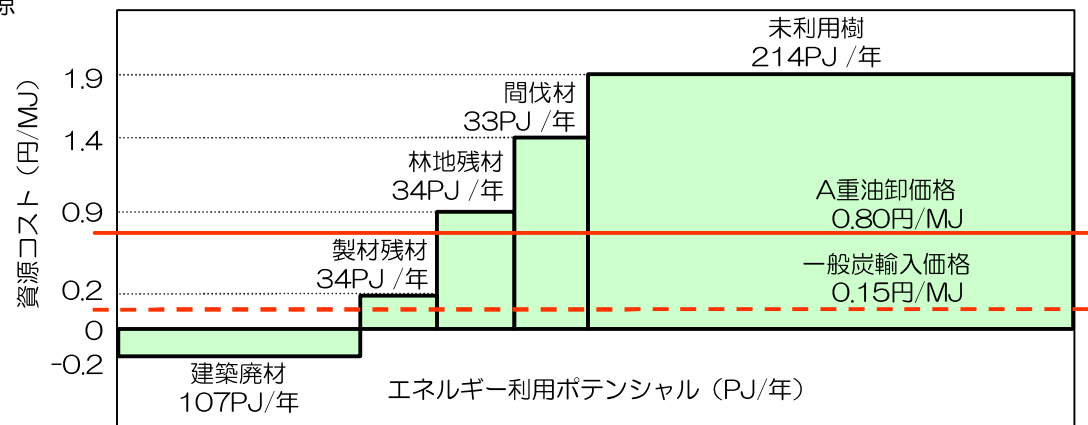 未利用樹
214PJ /年
1.9
間伐材
33PJ /年
1.4
林地残材
34PJ /年
A重油卸価格
0.80円/MJ
0.9
製材残材
34PJ /年
一般炭輸入価格
0.15円/MJ
0.2
0
-0.2
資源コスト（円/MJ）
建築廃材
107PJ/年
エネルギー利用ポテンシャル（PJ/年）